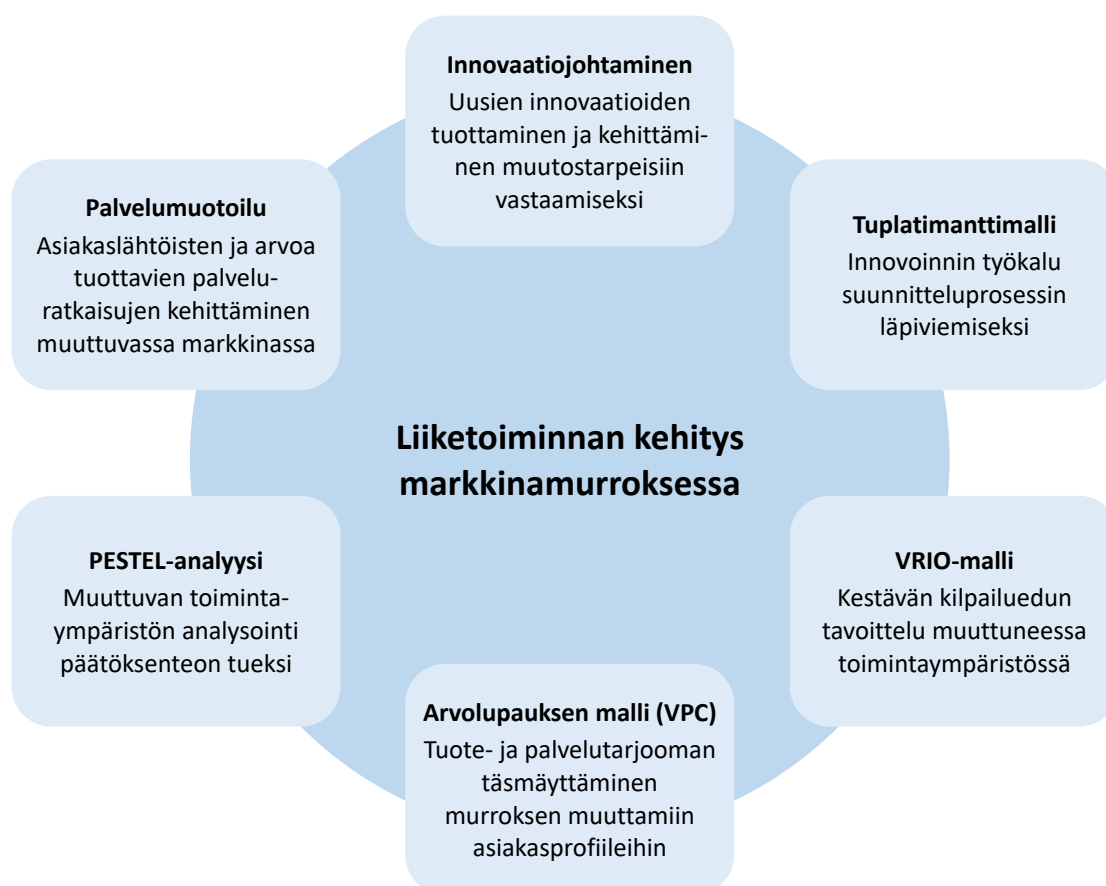 Innovaatiojohtaminen
Uusien innovaatioiden
tuottaminen ja kehittämi-
nen muutostarpeisiin
vastaamiseksi
Palvelumuotoilu
Asiakaslähtöisten ja arvoa
tuottavien palvelu-
ratkaisujen kehittäminen
muuttuvassa markkinassa
Tuplatimanttimalli
Innovoinnin työkalu
suunnitteluprosessin
läpiviemiseksi
Liiketoiminnan kehitys
markkinamurroksessa
PESTEL-analyysi
Muuttuvan toiminta-
ympäristön analysointi
päätöksenteon tueksi
VRIO-malli
Kestävän kilpailuedun
tavoittelu muuttuneessa
toimintaympäristössä
Arvolupauksen malli (VPC)
Tuote- ja palvelutarjooman
täsmäyttäminen
murroksen muuttamiin
asiakasprofiileihin